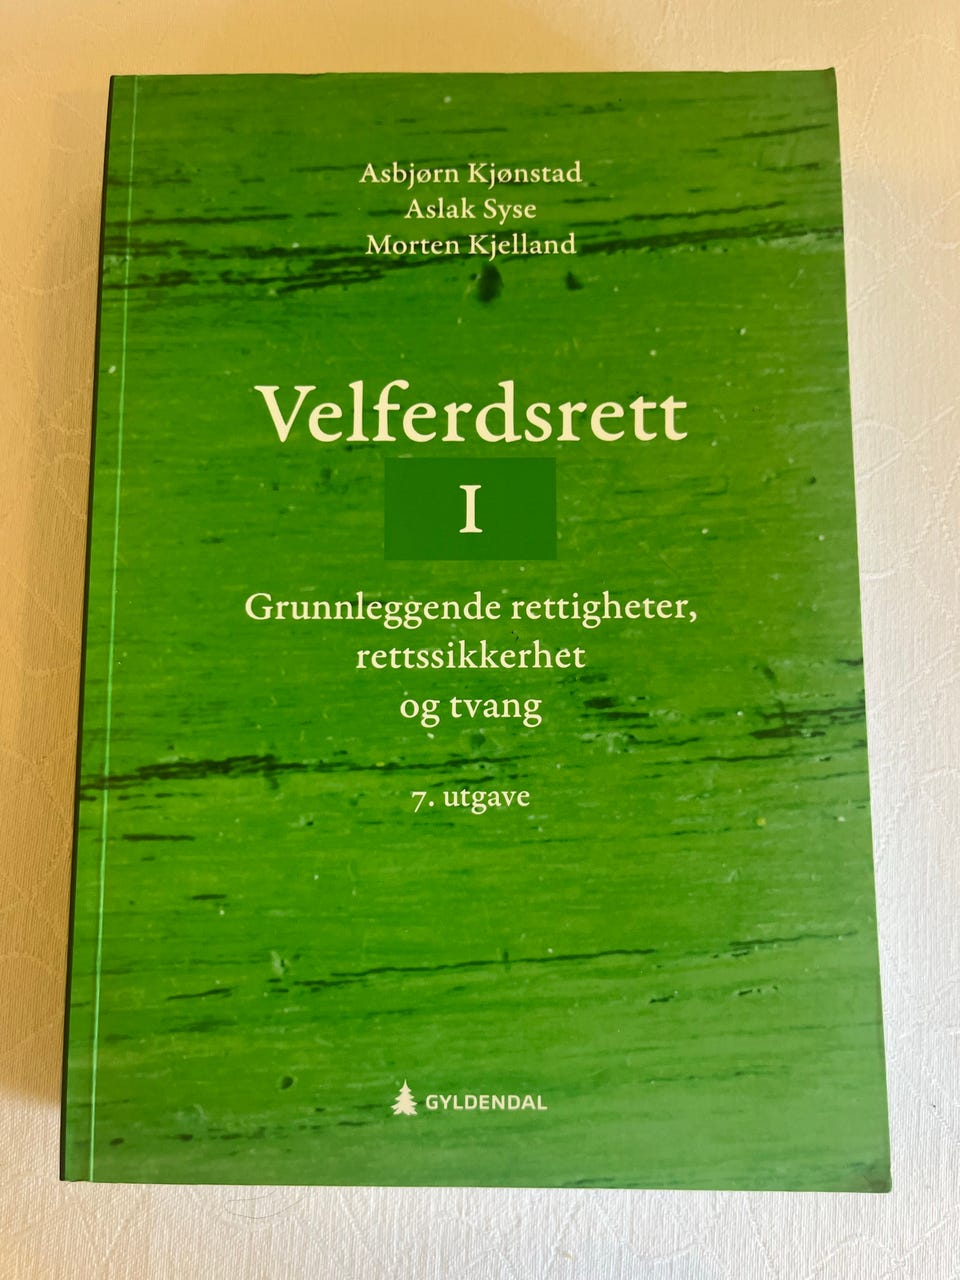 Asbjørn Kjønstad
Aslak Syse
Morten Kjelland
Velferdsrett
I
Grunnleggende rettigheter,
rettssikkerhet
og tvang
7. utgave
GYLDENDAL